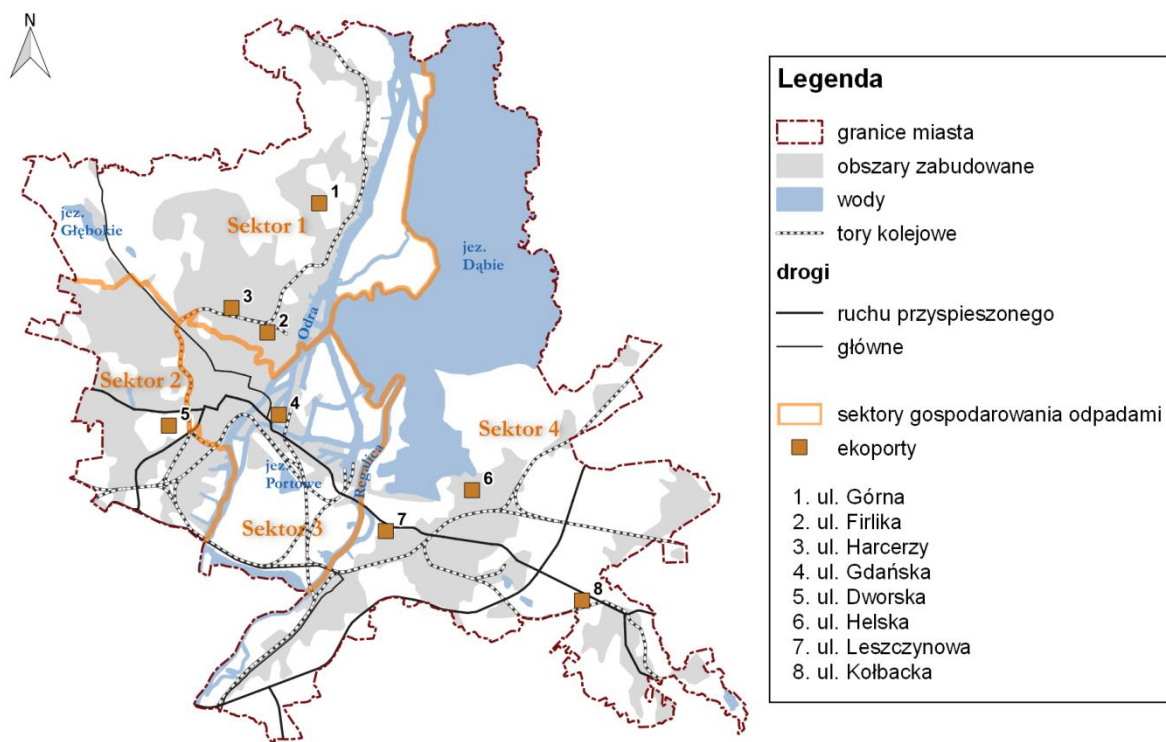 N
1
Sektor 1
jez.
Głębokie
jez.
Dąbie
3
2
Odra
Sektor 2
4
5
Sektor 4
jez.
Portowe
Regalica
6
Sektor 3
7
8
Legenda
granice miasta
obszary zabudowane
wody
tory kolejowe
drogi
ruchu przyspieszonego
główne
sektory gospodarowania odpadami
ekoporty
1. ul. Górna
2. ul. Firlika
3. ul. Harcerzy
4. ul. Gdańska
5. ul. Dworska
6. ul. Helska
7. ul. Leszczynowa
8. ul. Kołbacka